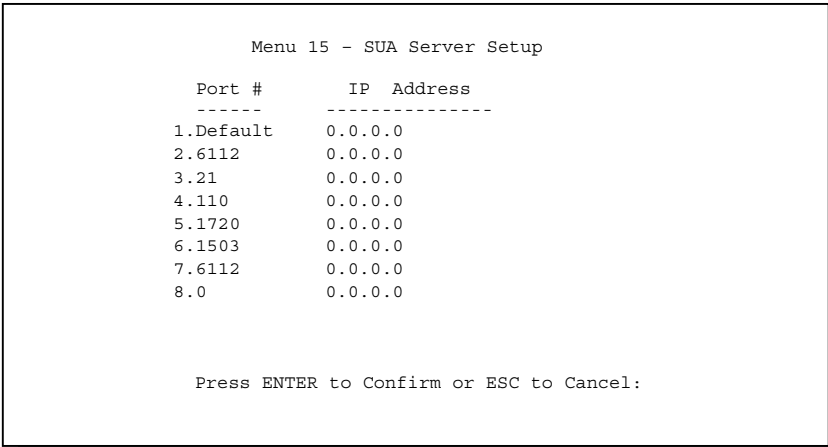 Menu 15 – SUA Server Setup
Port # IP Address
------ ---------------
1.Default 0.0.0.0
2.6112 0.0.0.0
3.21 0.0.0.0
4.110 0.0.0.0
5.1720 0.0.0.0
6.1503 0.0.0.0
7.6112 0.0.0.0
8.0 0.0.0.0
Press ENTER to Confirm or ESC to Cancel: